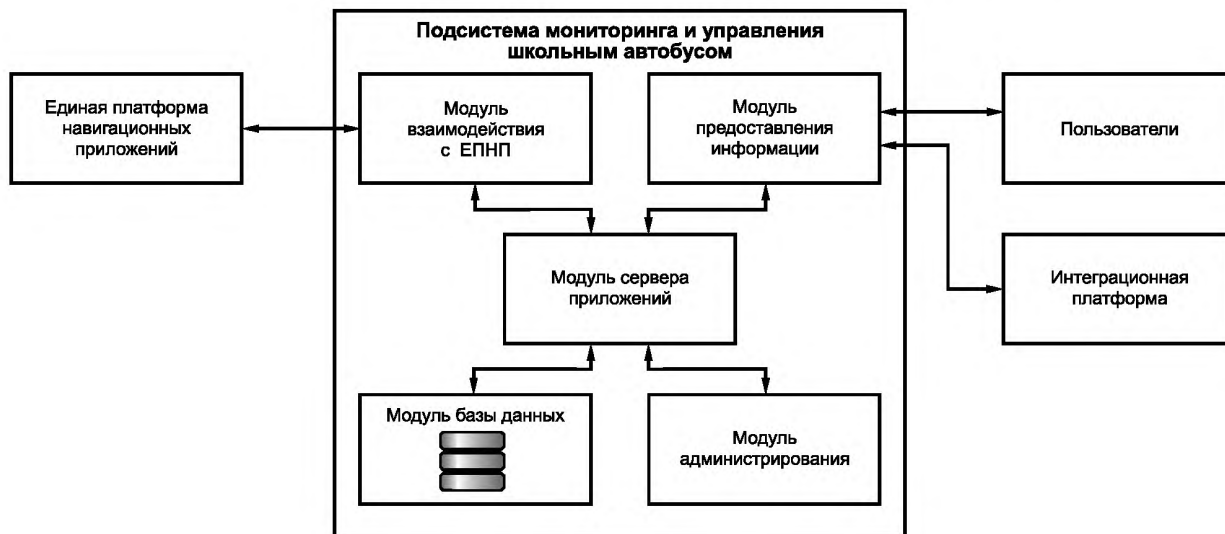 Подсистема мониторинга и управления
школьным автобусом
Единая платформа
навигационных
приложений
Модуль
взаимодействия
с ЕПНП
Модуль
предоставления
информации
Пользователи
Модуль сервера
приложений
Интеграционная
платформа
Модуль базы данных
Модуль
администрирования